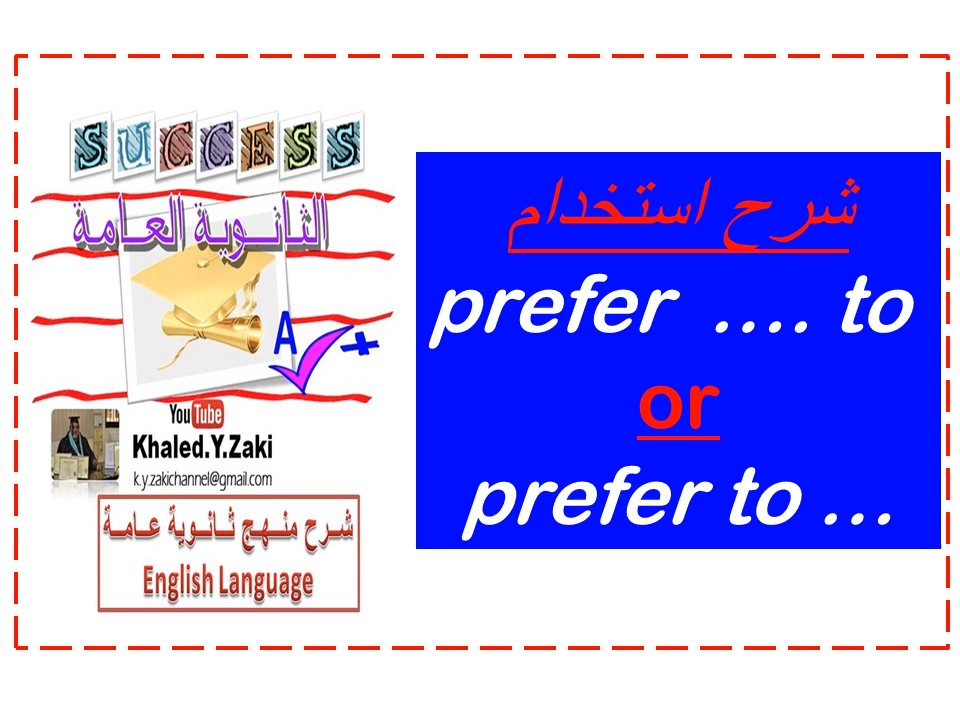 SUCCESS
الثانوية العامة
A+
YouTube
Khaled.Y.Zaki
k.y.zakichannel@gmail.com
شرح منهج ثانوية عامة
English Language
شرح استخدام
prefer .... to
or
prefer to ...